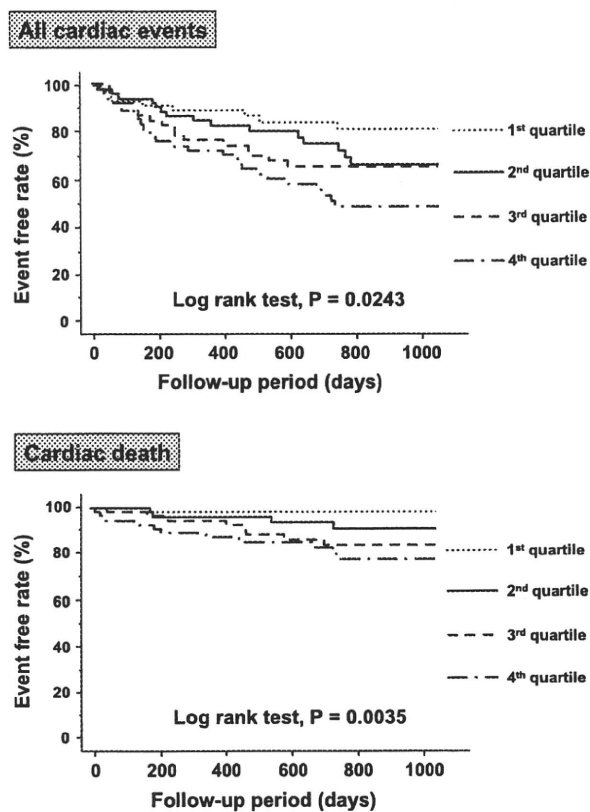 All cardiac events
Event free rate (%)
100
80
60
40
20
0
1st quartile
2nd quartile
3rd quartile
4th quartile
Log rank test, P = 0.0243
0 200 400 600 800 1000
Follow-up period (days)
Cardiac death
Event free rate (%)
100
80
60
40
20
0
1st quartile
2nd quartile
3rd quartile
4th quartile
Log rank test, P = 0.0035
0 200 400 600 800 1000
Follow-up period (days)